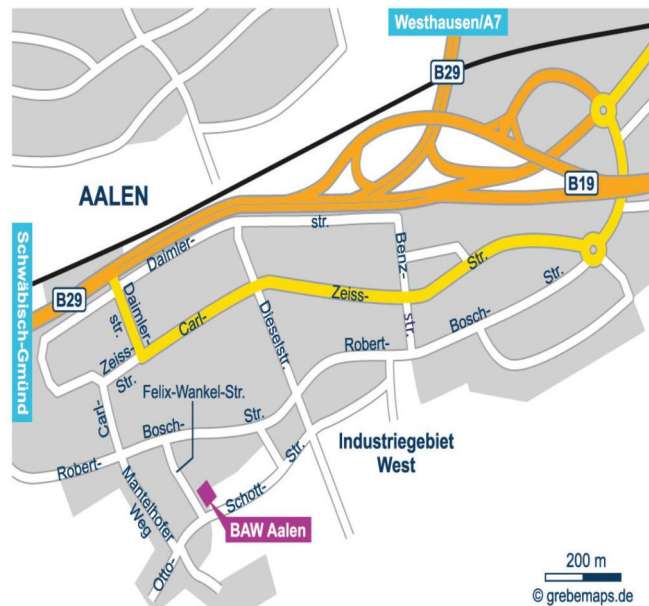 Westhausen/A7
B29
AALEN
B19
Schwäbisch-Gmünd
B29
Daimler-
str.
Benz-
str.
Daimler-
str.
Carl-
Zeiss-
Str.
Dieselstr.
Zeiss-
Str.
Carl-
Robert-
Bosch-
Str.
Felix-Wankel-Str.
Robert-
Bosch-
Str.
Industriegebiet
West
Mantelhofer
Weg
Otto-
Schott-
Str.
BAW Aalen
200 m
© grebemaps.de